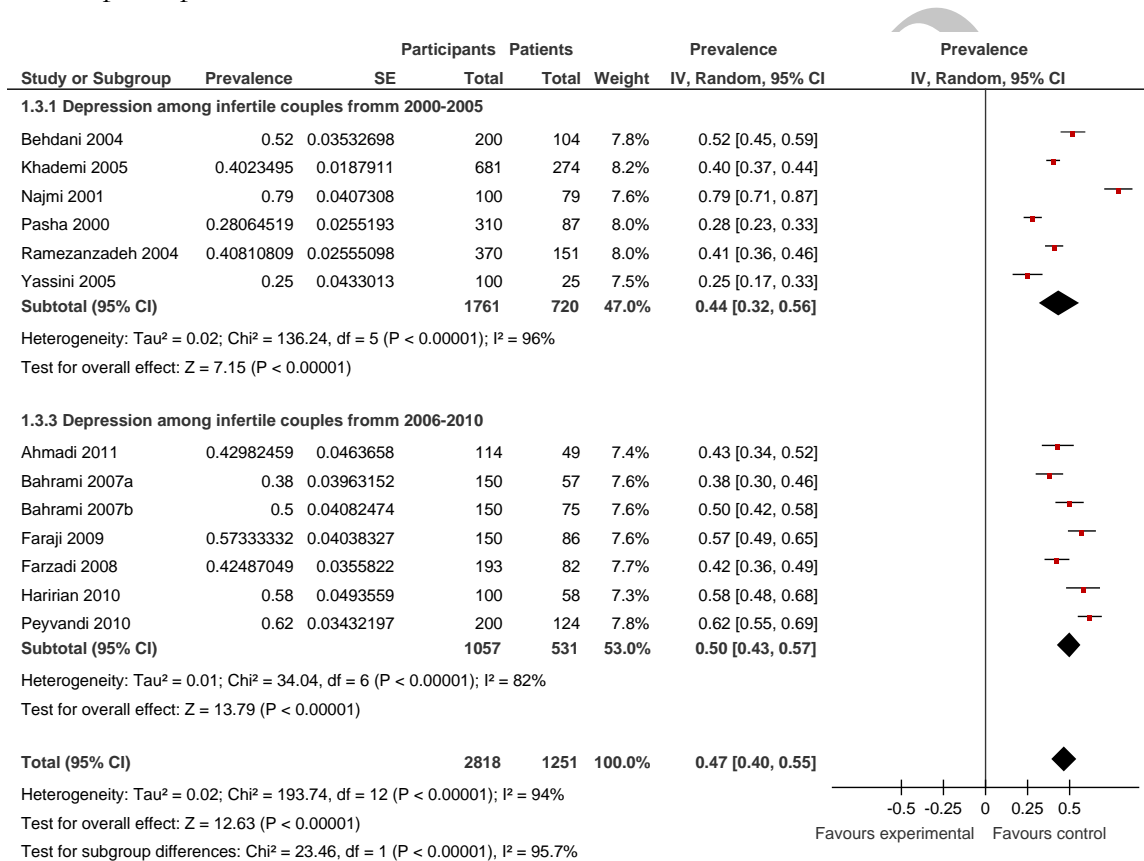 Participants Patients Prevalence Prevalence
Study or Subgroup Prevalence SE Total Total Weight IV, Random, 95% CI IV, Random, 95% CI
1.3.1 Depression among infertile couples fromm 2000-2005
Behdani 2004 0.52 0.03532698 200 104 7.8% 0.52 [0.45, 0.59]
Khademi 2005 0.4023495 0.0187911 681 274 8.2% 0.40 [0.37, 0.44]
Najmi 2001 0.79 0.0407308 100 79 7.6% 0.79 [0.71, 0.87]
Pasha 2000 0.28064519 0.0255193 310 87 8.0% 0.28 [0.23, 0.33]
Ramezanzadeh 2004 0.40810809 0.02555098 370 151 8.0% 0.41 [0.36, 0.46]
Yassini 2005 0.25 0.0433013 100 25 7.5% 0.25 [0.17, 0.33]
Subtotal (95% CI) 1761 720 47.0% 0.44 [0.32, 0.56]
Heterogeneity: Tau² = 0.02; Chi² = 136.24, df = 5 (P < 0.00001); I² = 96%
Test for overall effect: Z = 7.15 (P < 0.00001)
1.3.3 Depression among infertile couples fromm 2006-2010
Ahmadi 2011 0.42982459 0.0463658 114 49 7.4% 0.43 [0.34, 0.52]
Bahrami 2007a 0.38 0.03963152 150 57 7.6% 0.38 [0.30, 0.46]
Bahrami 2007b 0.5 0.04082474 150 75 7.6% 0.50 [0.42, 0.58]
Faraji 2009 0.57333332 0.04038327 150 86 7.6% 0.57 [0.49, 0.65]
Farzadi 2008 0.42487049 0.0355822 193 82 7.7% 0.42 [0.36, 0.49]
Haririan 2010 0.58 0.0493559 100 58 7.3% 0.58 [0.48, 0.68]
Peyvandi 2010 0.62 0.03432197 200 124 7.8% 0.62 [0.55, 0.69]
Subtotal (95% CI) 1057 531 53.0% 0.50 [0.43, 0.57]
Heterogeneity: Tau² = 0.01; Chi² = 34.04, df = 6 (P < 0.00001); I² = 82%
Test for overall effect: Z = 13.79 (P < 0.00001)
Total (95% CI) 2818 1251 100.0% 0.47 [0.40, 0.55]
Heterogeneity: Tau² = 0.02; Chi² = 193.74, df = 12 (P < 0.00001); I² = 94%
Test for overall effect: Z = 12.63 (P < 0.00001)
Test for subgroup differences: Chi² = 23.46, df = 1 (P < 0.00001), I² = 95.7%
-0.5 -0.25 0 0.25 0.5
Favours experimental Favours control